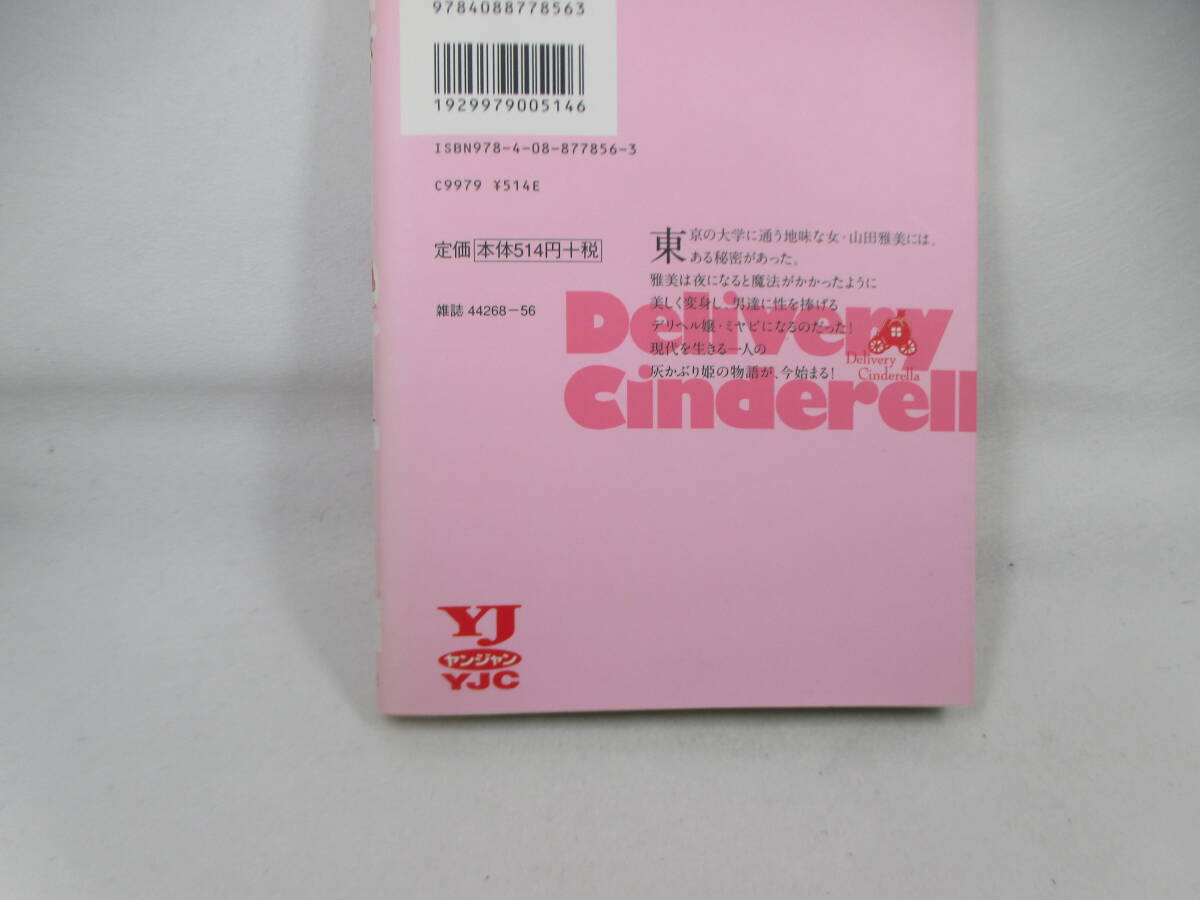 9784088778563
1929979005146
ISBN978-4-08-877856-3
C9979 ¥514E
定価 本体514円+税
雑誌 44268-56
東京の大学に通う地味な女・山田雅美には、
ある秘密があった。
雅美は夜になると魔法がかかったように
美しく変身し、男達に性を捧げる
デリヘル嬢・ミヤビになるのだった!
現代を生きる一人の
灰かぶり姫の物語が、今始まる!
Delivery
Cinderell
Delivery
Cinderella
YJ
ヤンジャン
YJC